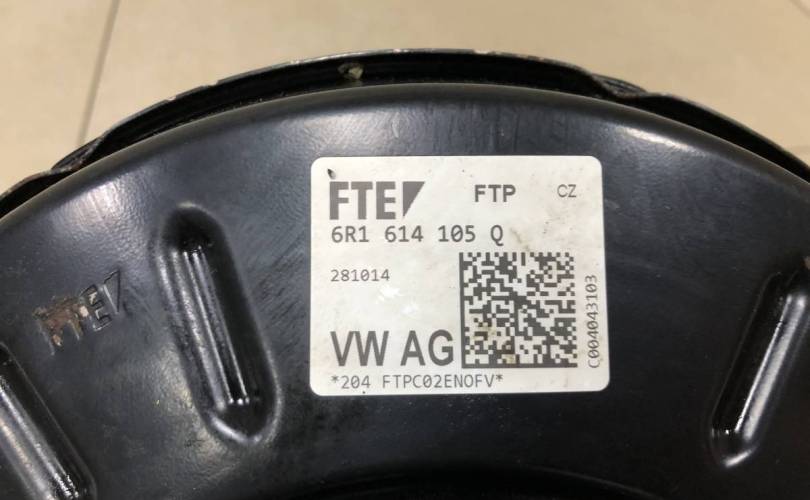 FTE FTP CZ
6R1 614 105 Q
281014
C004043103
VW AG
*204 FTPC02ENOFV*
FTE